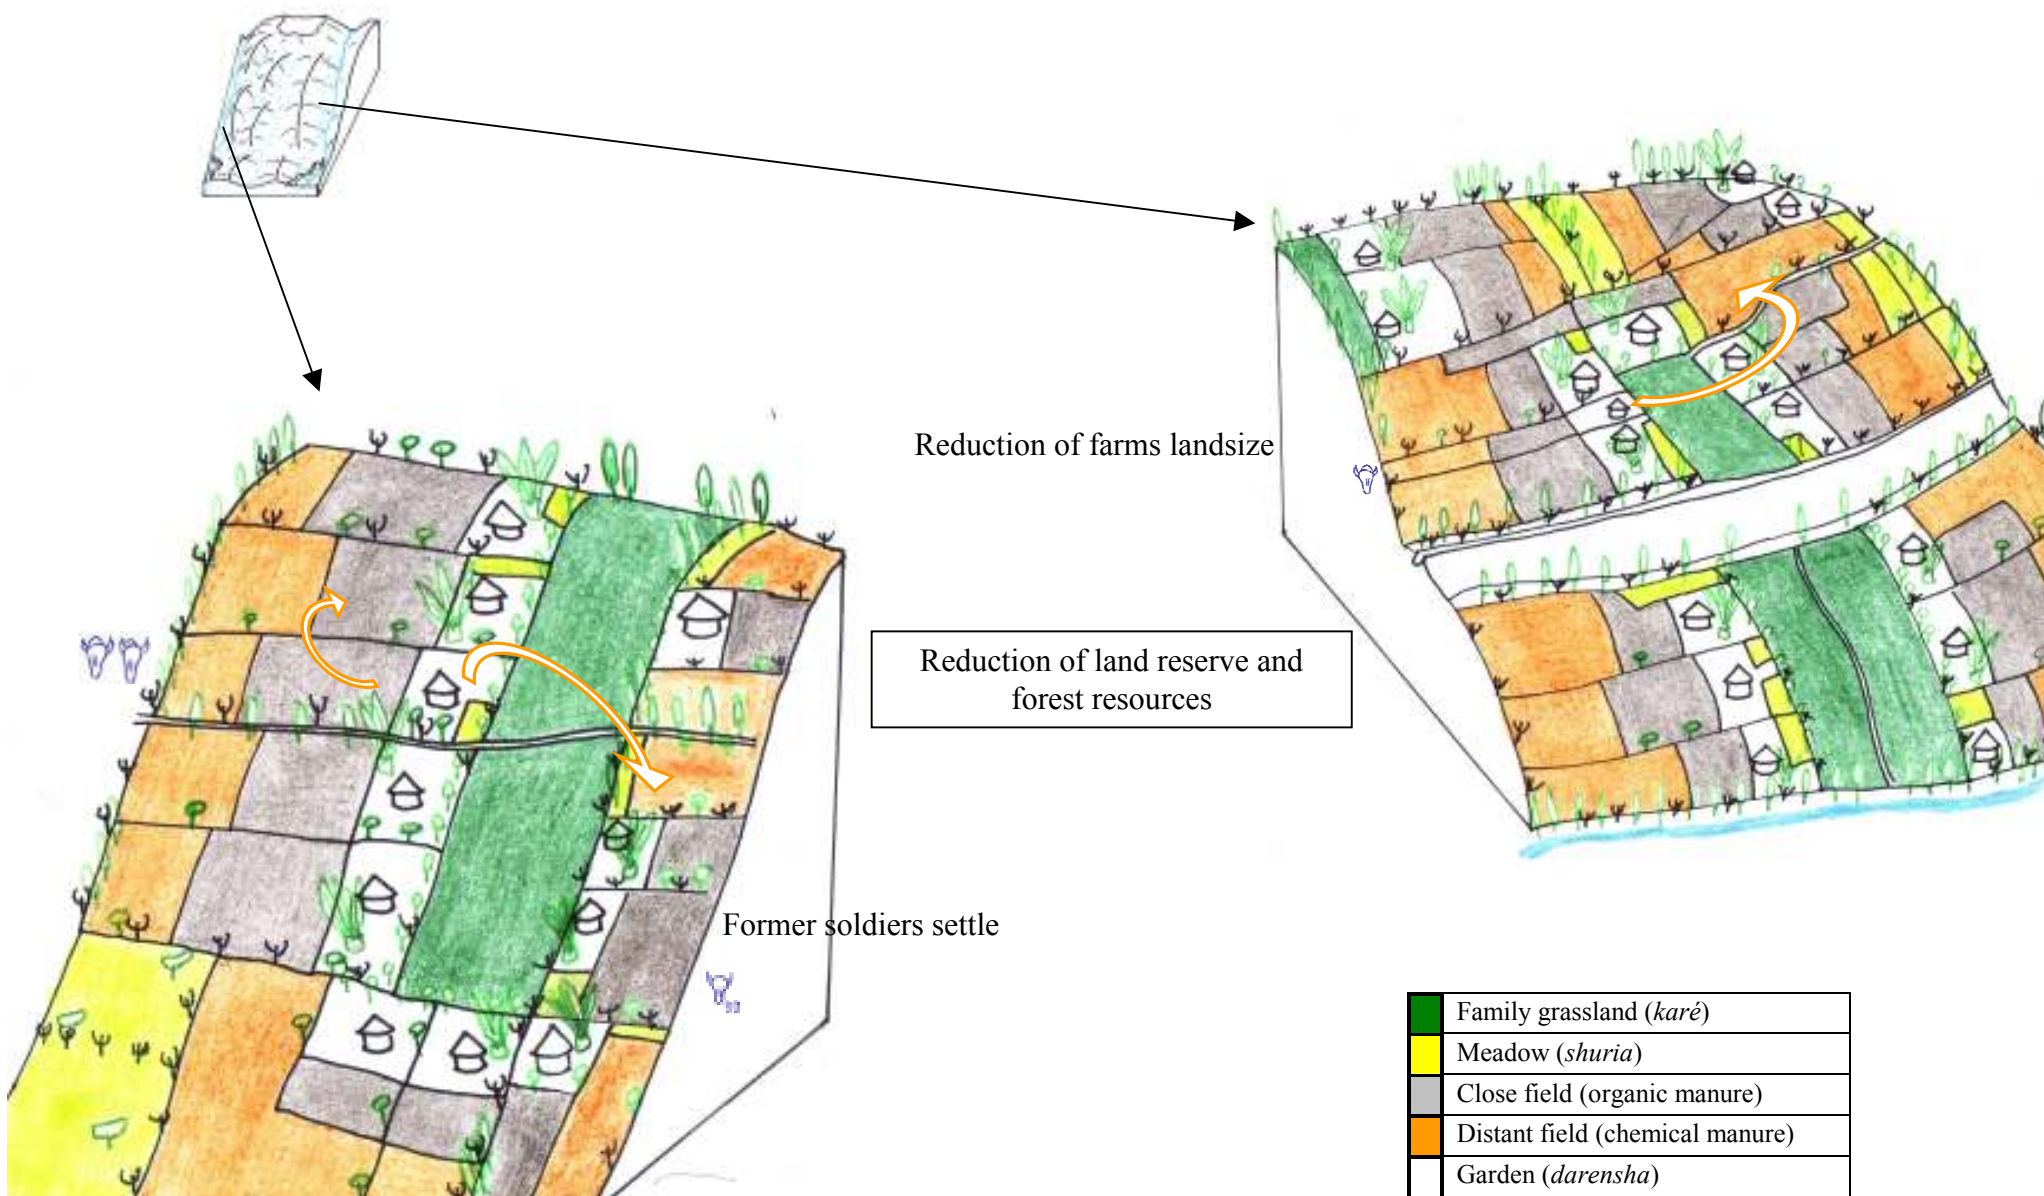 Reduction of farms landsize
Reduction of land reserve and
forest resources
Former soldiers settle
Family grassland (karé)
Meadow (shuria)
Close field (organic manure)
Distant field (chemical manure)
Garden (darensha)